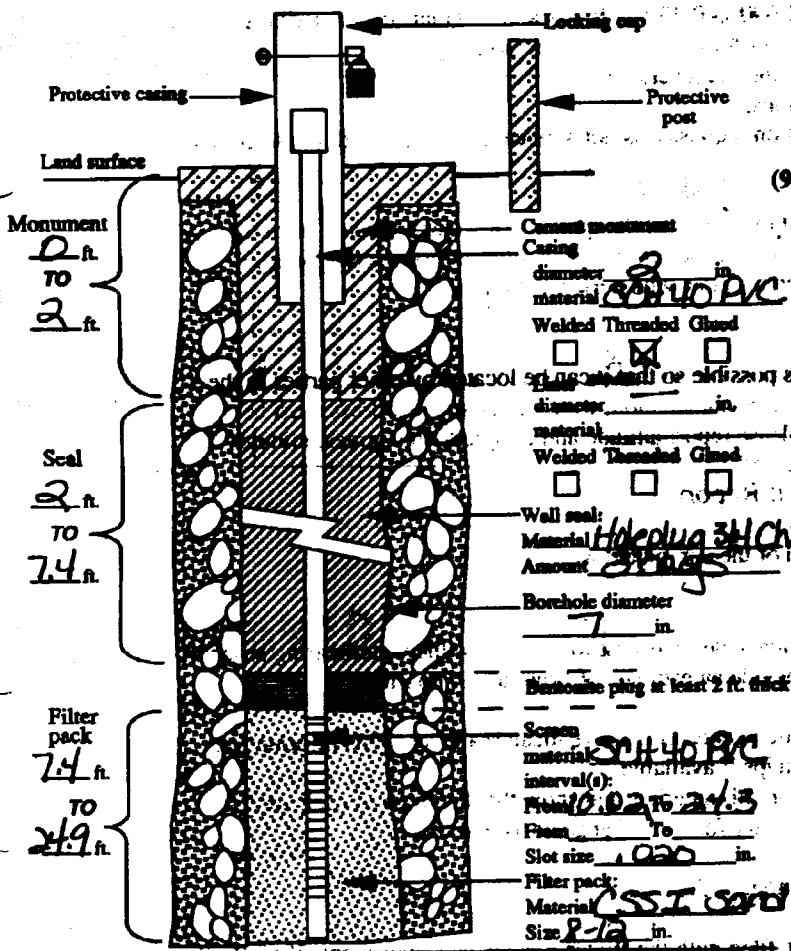 Locking cap
Protective casing
Protective
post
Land surface
(9
Monument
0 ft.
TO
2 ft.
Cement monument
Casing
diameter 2 in.
material SCH 40 PVC
Welded Threaded Glued
diameter in.
material
Welded Threaded Glued
Seal
2 ft.
TO
7.4 ft.
Well seal:
Material Holeplug
Amount
Borehole diameter
7 in.
Bentonite plug at least 2 ft. thick
Filter
pack
7.4 ft.
TO
24.9 ft.
Screen
material SCH 40 PVC
interval(s):
From 10.02 To 24.3
From To
Slot size .020 in.
Filter pack:
Material CSSI Sand
Size 8-12 in.